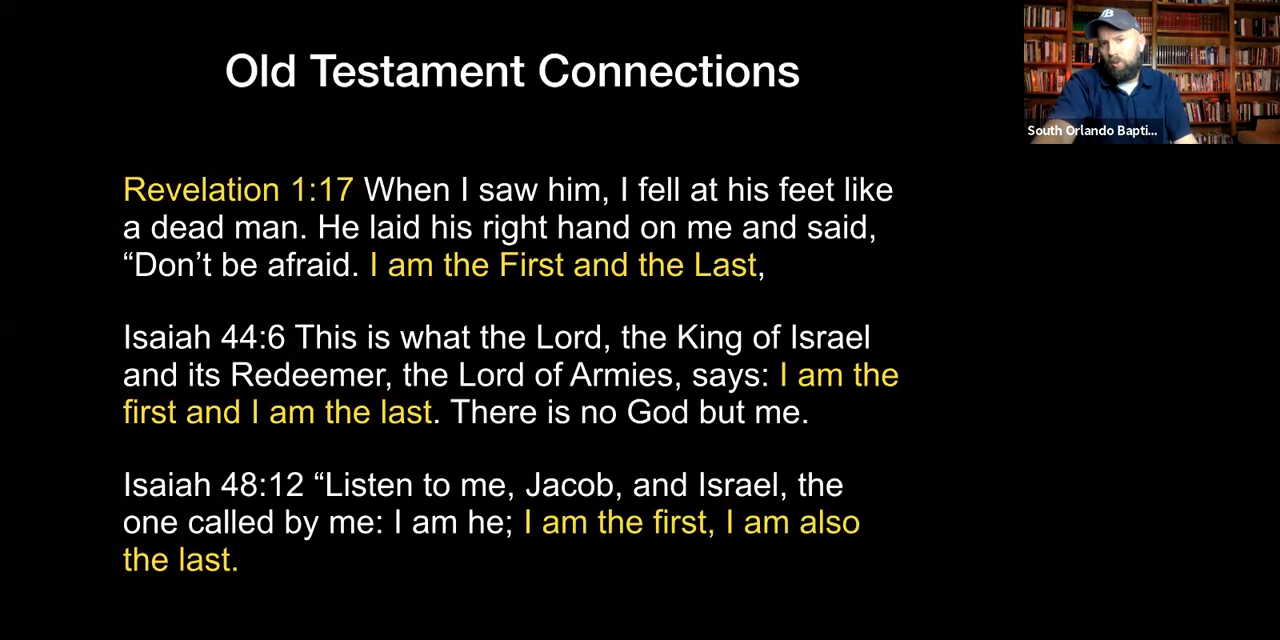 Old Testament Connections
South Orlando Bapti...
Revelation 1:17 When I saw him, I fell at his feet like
a dead man. He laid his right hand on me and said,
“Don’t be afraid. I am the First and the Last,
Isaiah 44:6 This is what the Lord, the King of Israel
and its Redeemer, the Lord of Armies, says: I am the
first and I am the last. There is no God but me.
Isaiah 48:12 “Listen to me, Jacob, and Israel, the
one called by me: I am he; I am the first, I am also
the last.